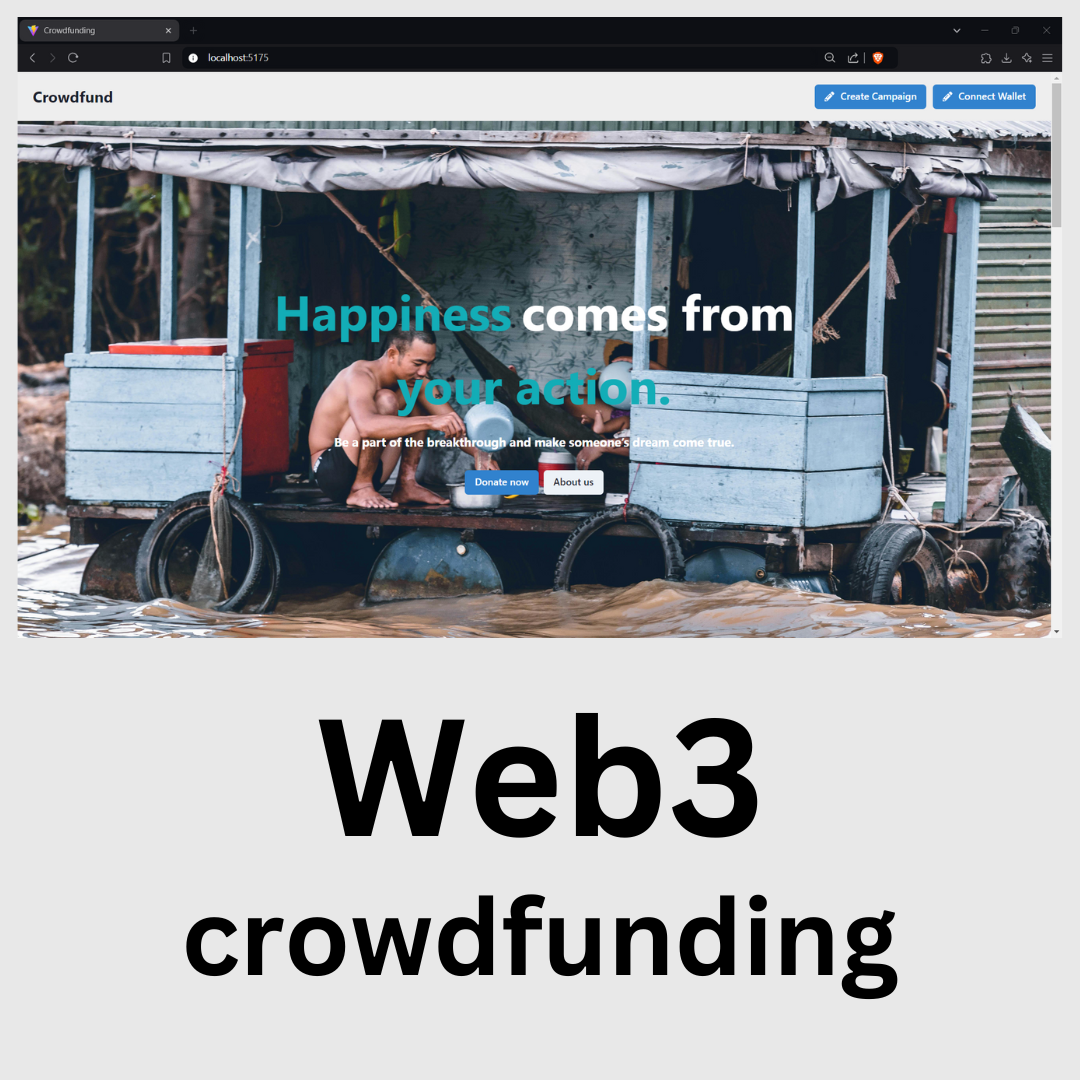 Crowdfunding
localhost:5175
Crowdfund
Create Campaign
Connect Wallet
Happiness comes from
your action.
Be a part of the breakthrough and make someone's dream come true.
Donate now
About us
Web3
crowdfunding